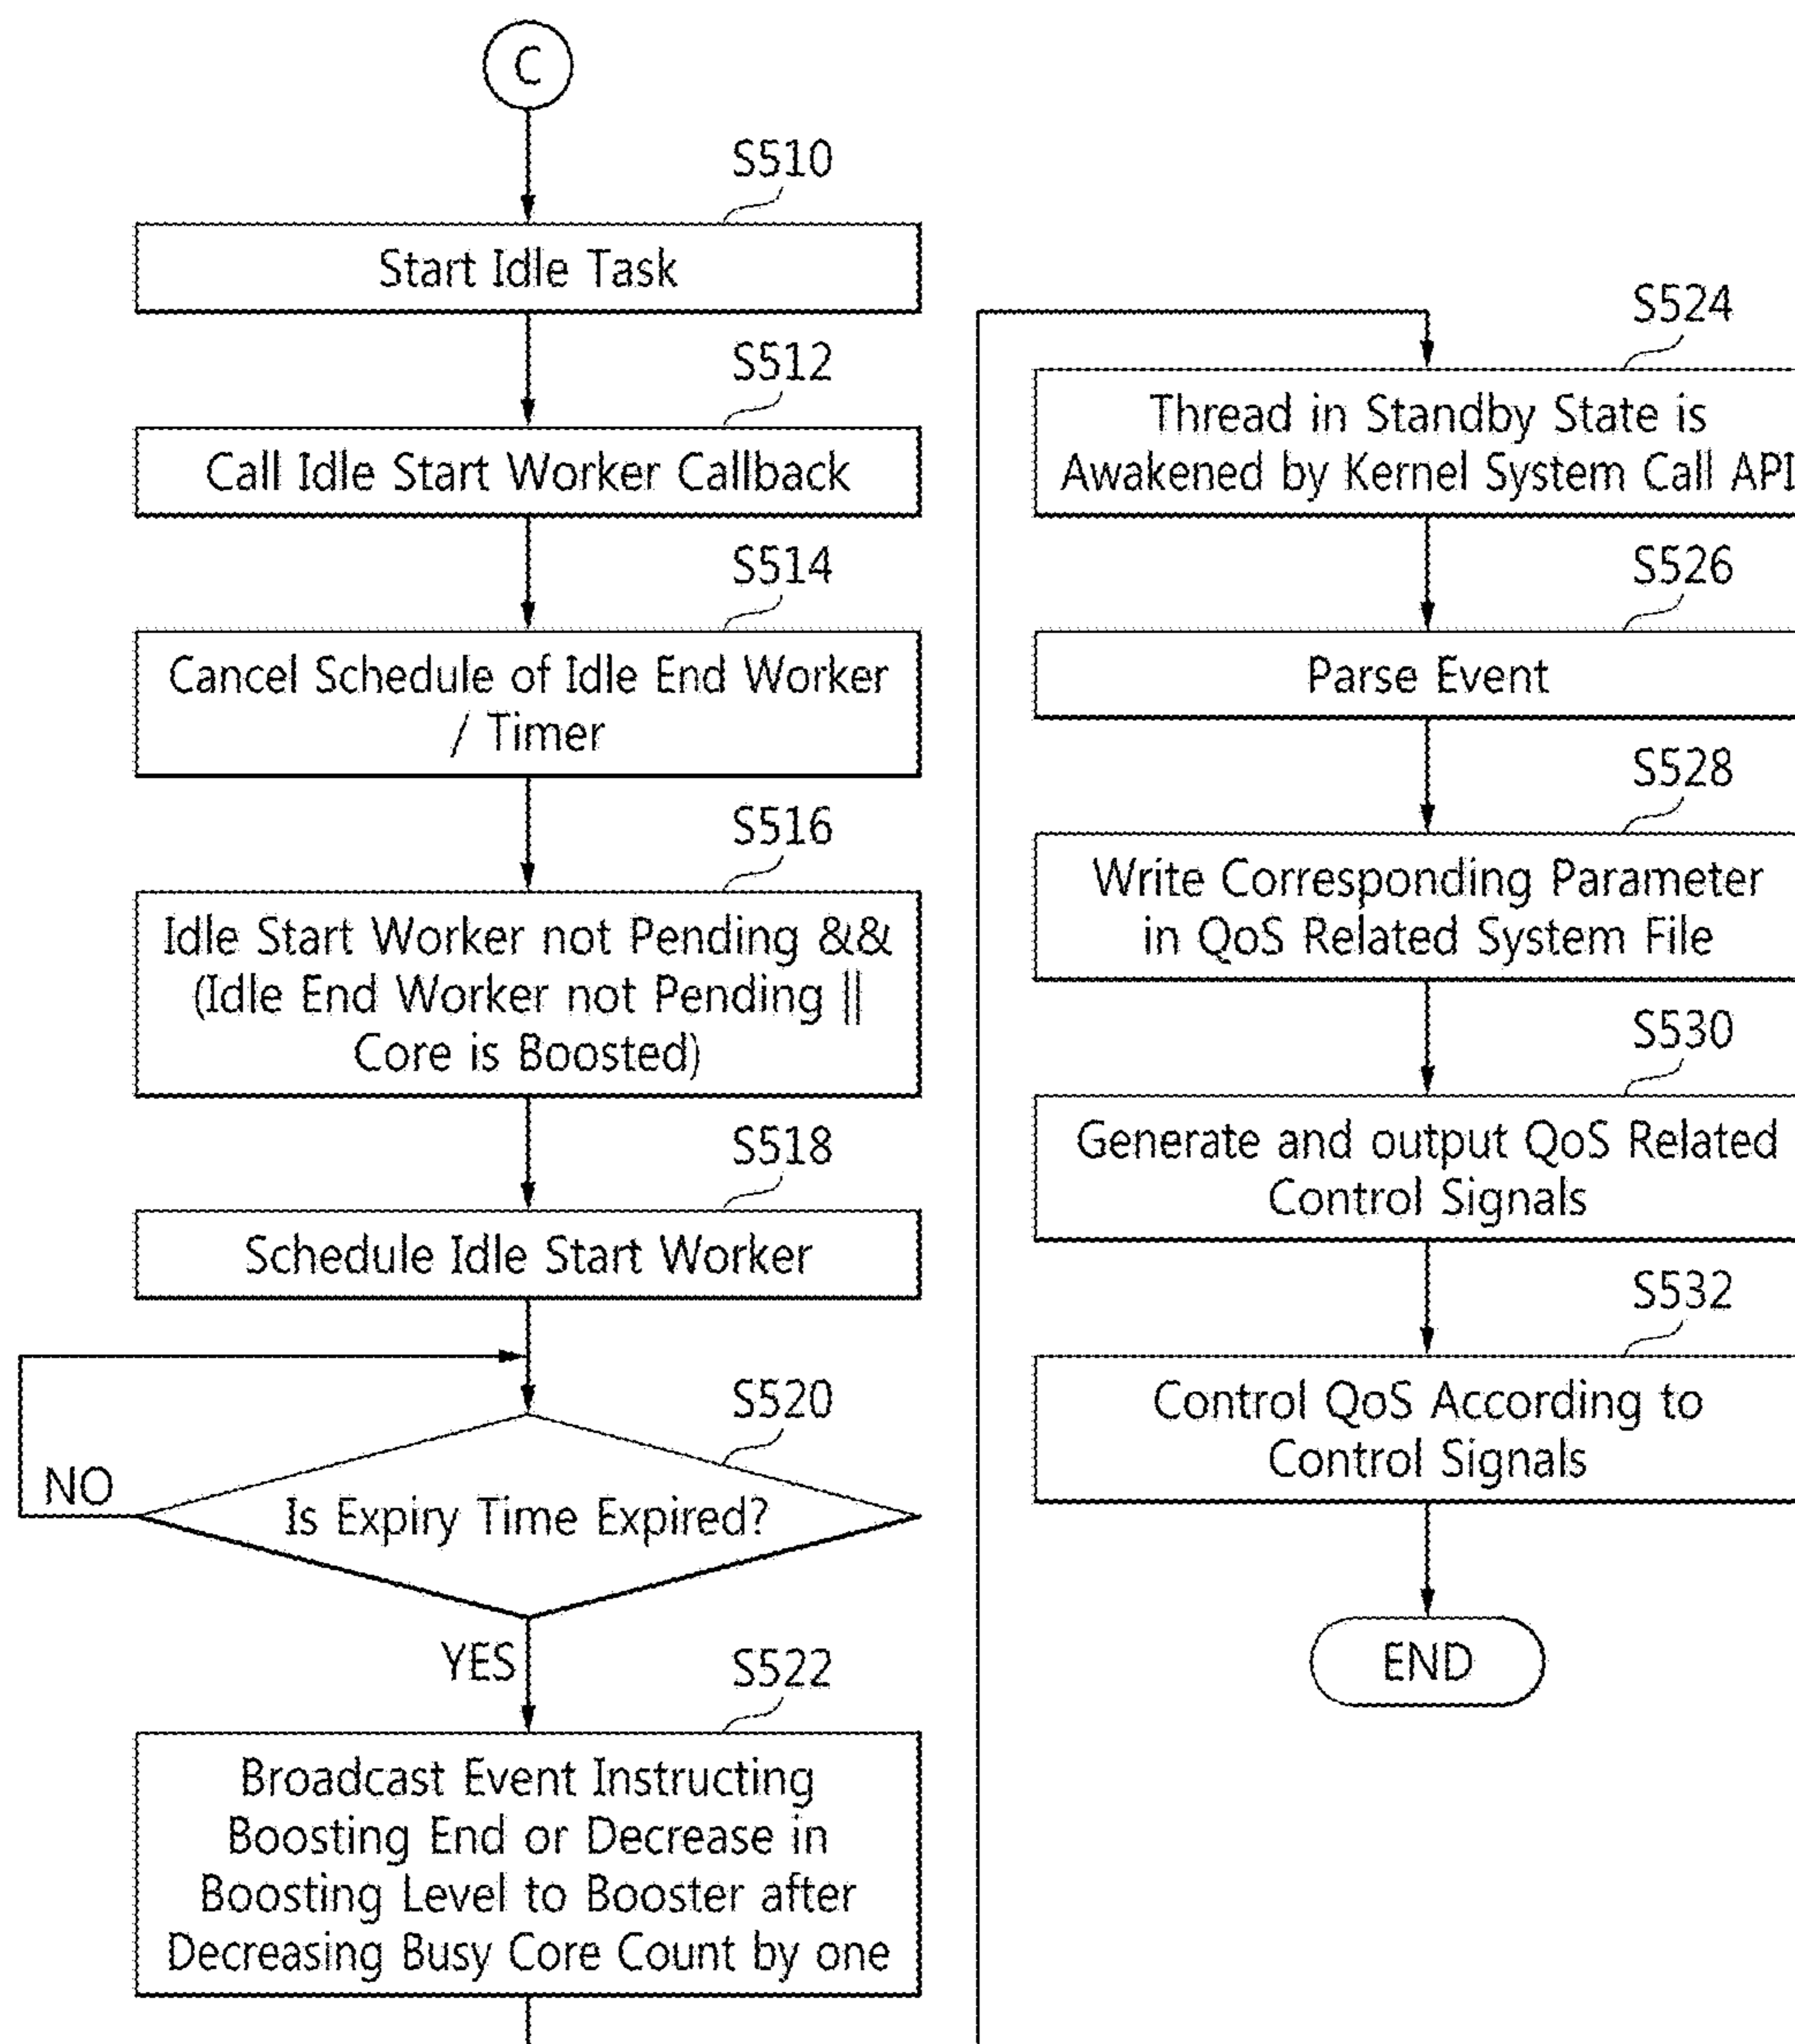 C
S510
Start Idle Task
S512
Call Idle Start Worker Callback
S514
Cancel Schedule of Idle End Worker
/ Timer
S516
Idle Start Worker not Pending &&
(Idle End Worker not Pending ||
Core is Boosted)
S518
Schedule Idle Start Worker
S520
NO
Is Expiry Time Expired?
YES
S522
Broadcast Event Instructing
Boosting End or Decrease in
Boosting Level to Booster after
Decreasing Busy Core Count by one
S524
Thread in Standby State is
Awakened by Kernel System Call API
S526
Parse Event
S528
Write Corresponding Parameter
in QoS Related System File
S530
Generate and output QoS Related
Control Signals
S532
Control QoS According to
Control Signals
END